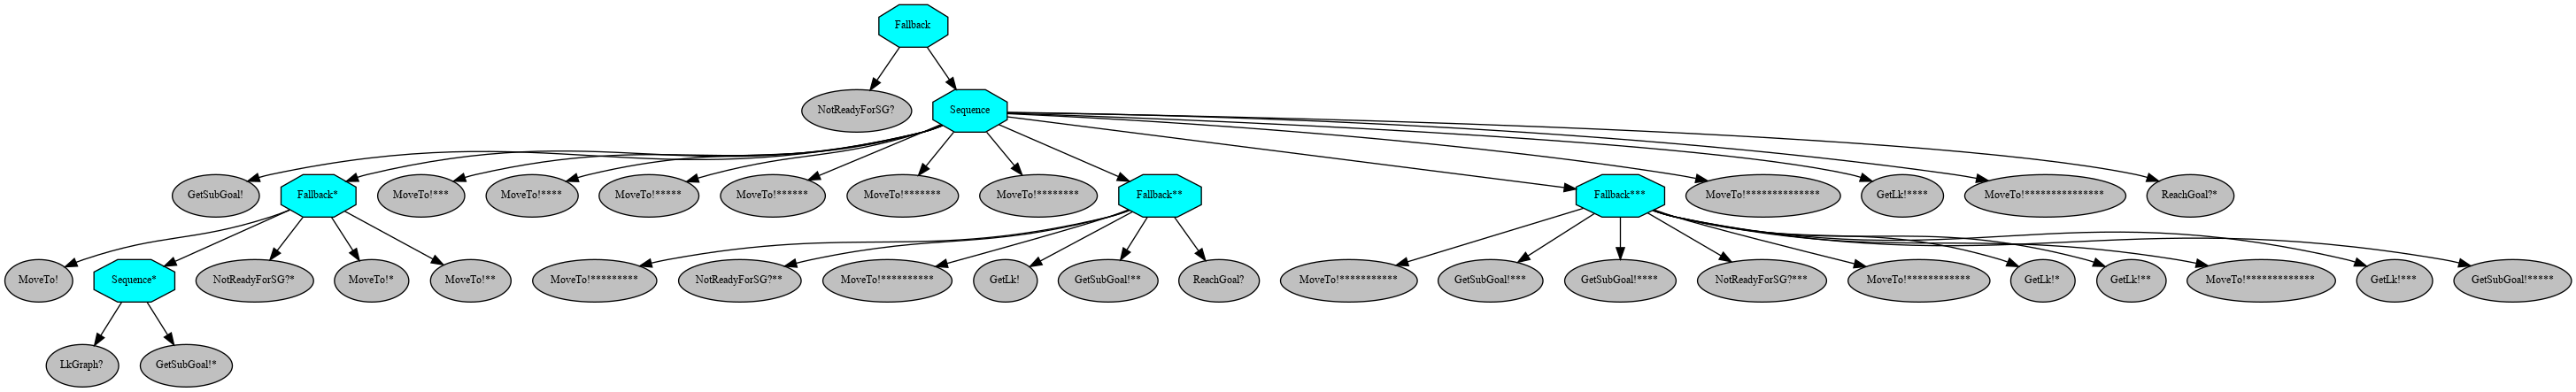 Fallback
NotReadyForSG?
Sequence
GetSubGoal!
Fallback*
MoveTo!***
MoveTo!****
MoveTo!*****
MoveTo!******
MoveTo!*******
MoveTo!********
Fallback**
Fallback***
MoveTo!**************
GetLk!****
MoveTo!***************
ReachGoal?*
MoveTo!
Sequence*
NotReadyForSG?*
MoveTo!*
MoveTo!**
MoveTo!*********
NotReadyForSG?**
MoveTo!**********
GetLk!
GetSubGoal!**
ReachGoal?
MoveTo!***********
GetSubGoal!***
GetSubGoal!****
NotReadyForSG?***
MoveTo!************
GetLk!*
GetLk!**
MoveTo!*************
GetLk!***
GetSubGoal!*****
LkGraph?
GetSubGoal!*